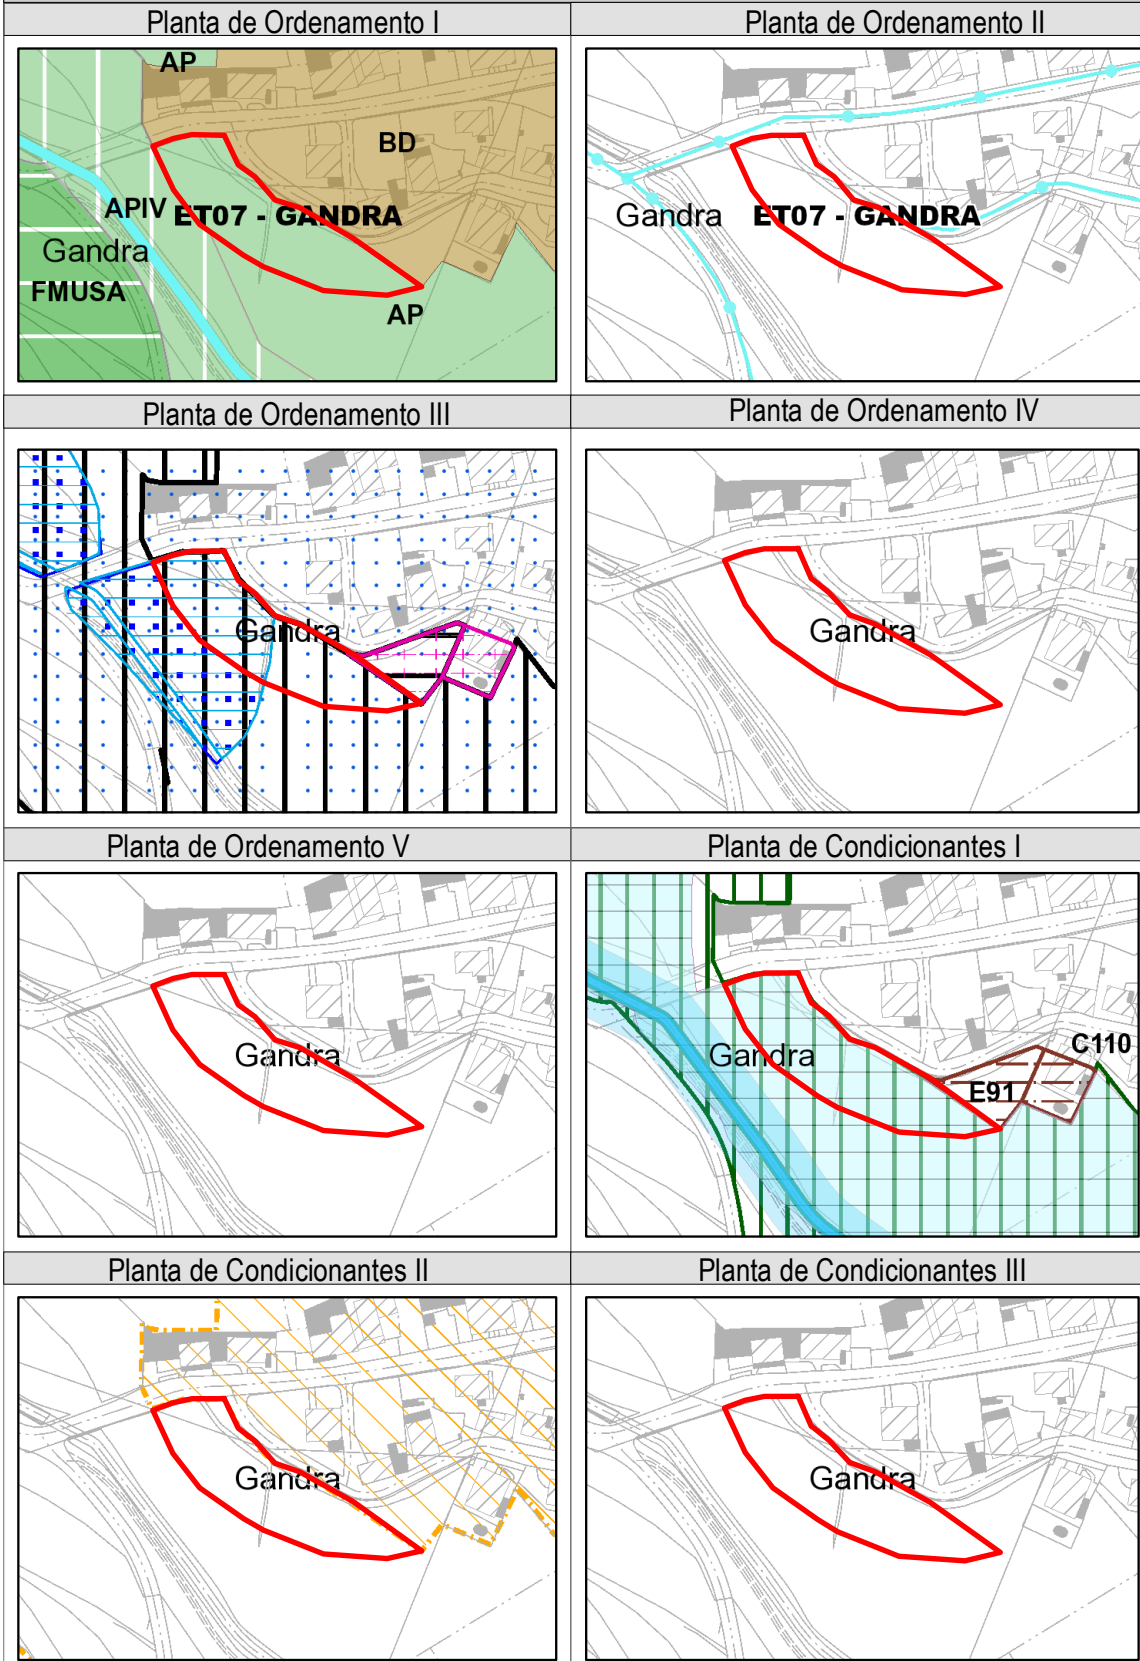 Planta de Ordenamento I
Planta de Ordenamento II
AP
BD
APIV
ET07 - GANDRA
Gandra
FMUSA
AP
Gandra
ET07 - GANDRA
Planta de Ordenamento III
Planta de Ordenamento IV
Gandra
Gandra
Planta de Ordenamento V
Planta de Condicionantes I
Gandra
Gandra
C110
E91
Planta de Condicionantes II
Planta de Condicionantes III
Gandra
Gandra